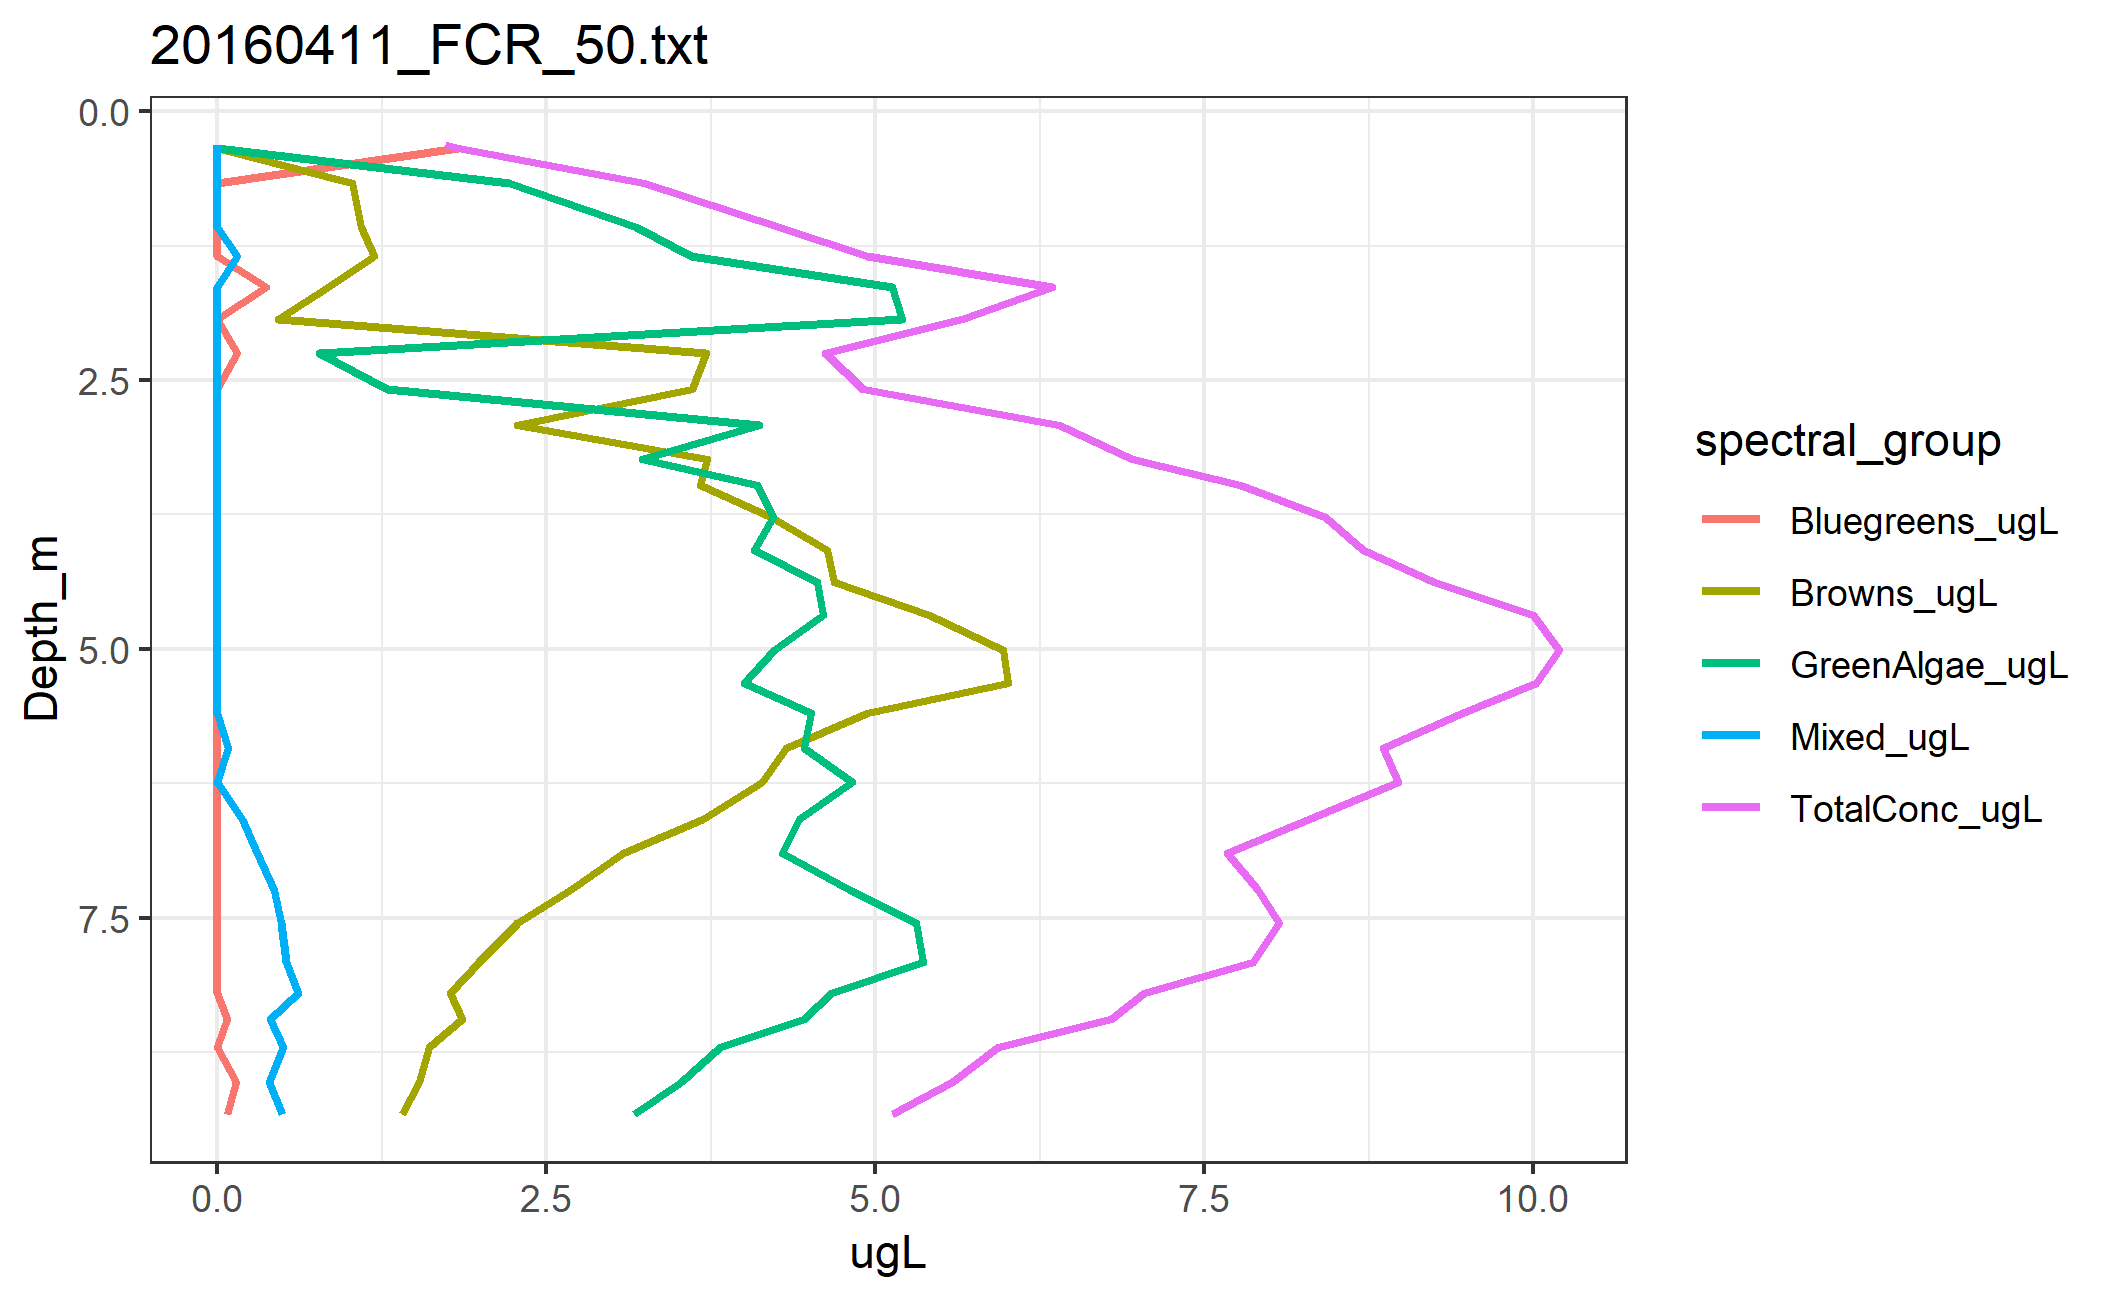 20160411_FCR_50.txt
0.0
2.5
5.0
7.5
Depth_m
0.0 2.5 5.0 7.5 10.0
ugL
spectral_group
Bluegreens_ugL
Browns_ugL
GreenAlgae_ugL
Mixed_ugL
TotalConc_ugL